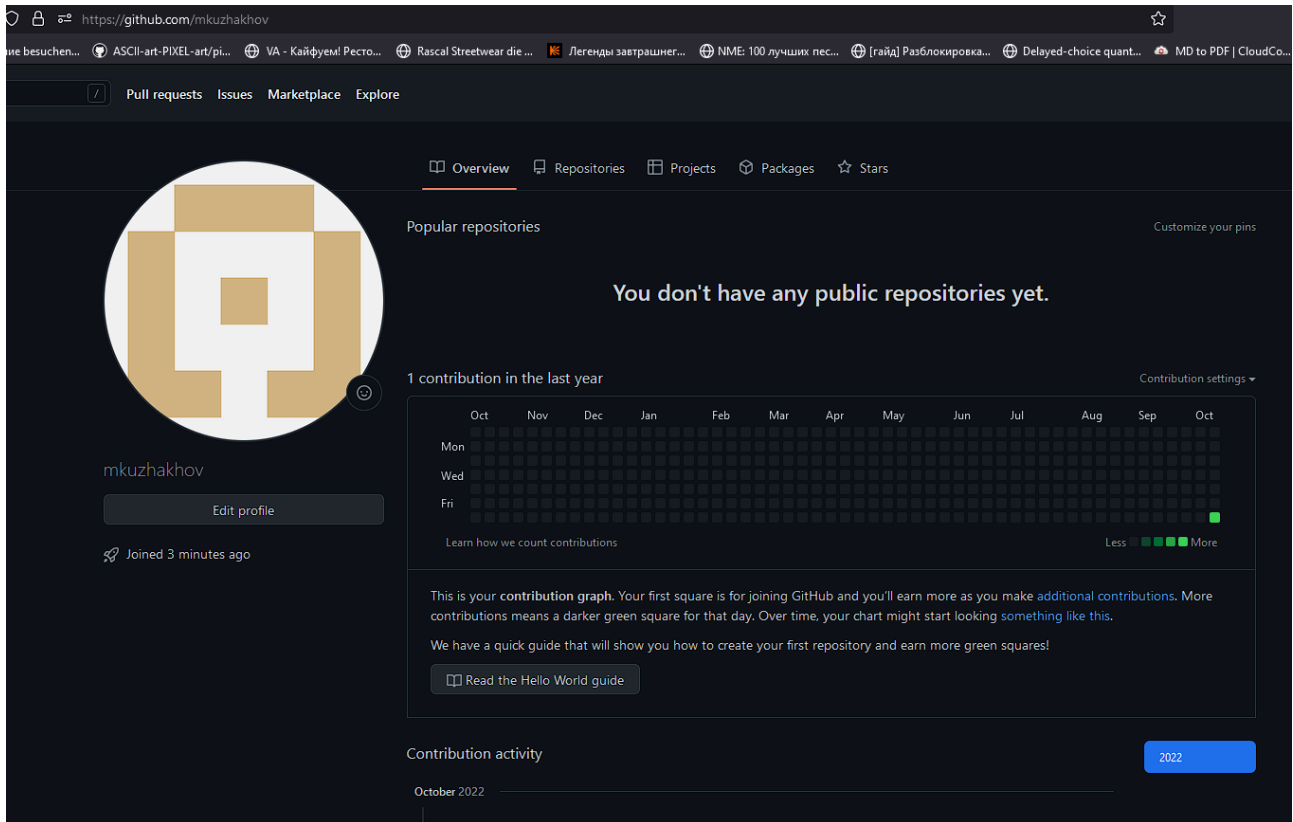 https://github.com/mkuzhakhov
ие besuchen... ASCII-art-PIXEL-art/pi... VA - Кайфуем! Ресто... Rascal Streetwear die ... Легенды завтрашнег... NME: 100 лучших пес... [гайд] Разблокировка... Delayed-choice quant... MD to PDF | CloudCo...
/ Pull requests Issues Marketplace Explore
Overview Repositories Projects Packages Stars
Popular repositories Customize your pins
You don't have any public repositories yet.
1 contribution in the last year Contribution settings
Oct Nov Dec Jan Feb Mar Apr May Jun Jul Aug Sep Oct
Mon
Wed
Fri
Learn how we count contributions Less More
mkuzhakhov
Edit profile
Joined 3 minutes ago
This is your contribution graph. Your first square is for joining GitHub and you'll earn more as you make additional contributions. More
contributions means a darker green square for that day. Over time, your chart might start looking something like this.
We have a quick guide that will show you how to create your first repository and earn more green squares!
Read the Hello World guide
Contribution activity 2022
October 2022